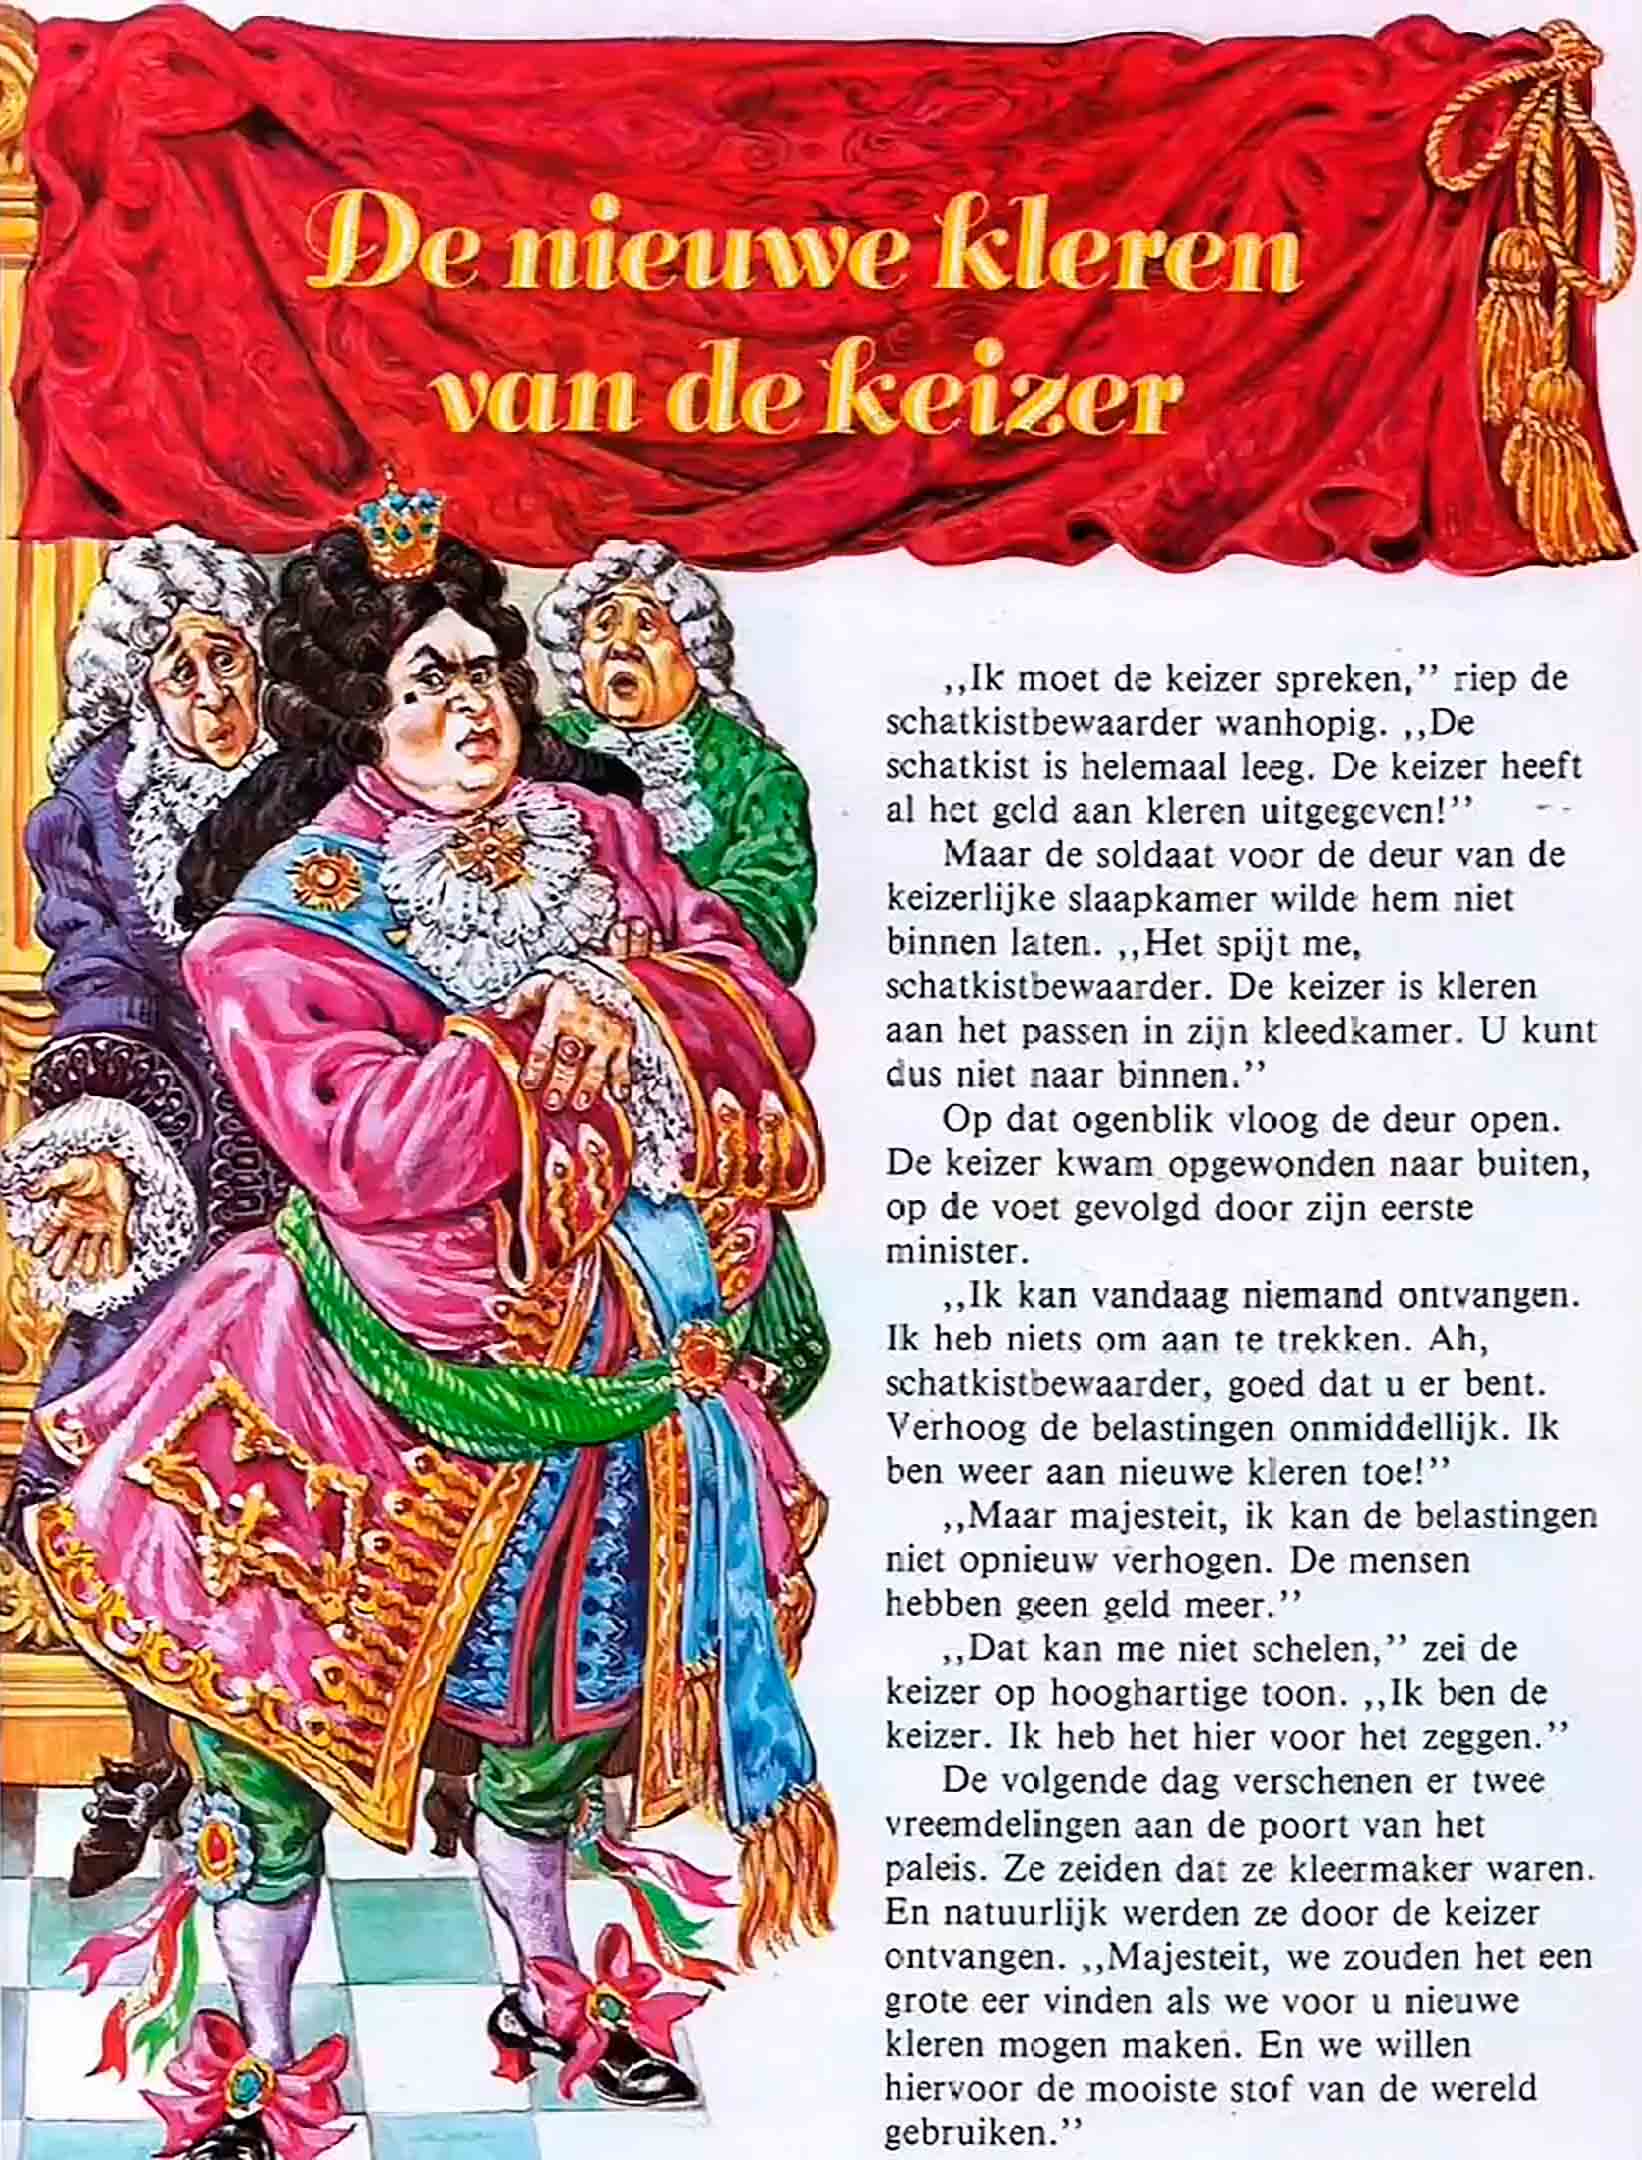 De nieuwe kleren
van de keizer
,,Ik moet de keizer spreken,’’ riep de
schatkistbewaarder wanhopig. ,,De
schatkist is helemaal leeg. De keizer heeft
al het geld aan kleren uitgegeven!’’
Maar de soldaat voor de deur van de
keizerlijke slaapkamer wilde hem niet
binnen laten. ,,Het spijt me,
schatkistbewaarder. De keizer is kleren
aan het passen in zijn kleedkamer. U kunt
dus niet naar binnen.’’
Op dat ogenblik vloog de deur open.
De keizer kwam opgewonden naar buiten,
op de voet gevolgd door zijn eerste
minister.
,,Ik kan vandaag niemand ontvangen.
Ik heb niets om aan te trekken. Ah,
schatkistbewaarder, goed dat u er bent.
Verhoog de belastingen onmiddellijk. Ik
ben weer aan nieuwe kleren toe!’’
,,Maar majesteit, ik kan de belastingen
niet opnieuw verhogen. De mensen
hebben geen geld meer.’’
,,Dat kan me niet schelen,’’ zei de
keizer op hooghartige toon. ,,Ik ben de
keizer. Ik heb het hier voor het zeggen.’’
De volgende dag verschenen er twee
vreemdelingen aan de poort van het
paleis. Ze zeiden dat ze kleermaker waren.
En natuurlijk werden ze door de keizer
ontvangen. ,,Majesteit, we zouden het een
grote eer vinden als we voor u nieuwe
kleren mogen maken. En we willen
hiervoor de mooiste stof van de wereld
gebruiken.’’